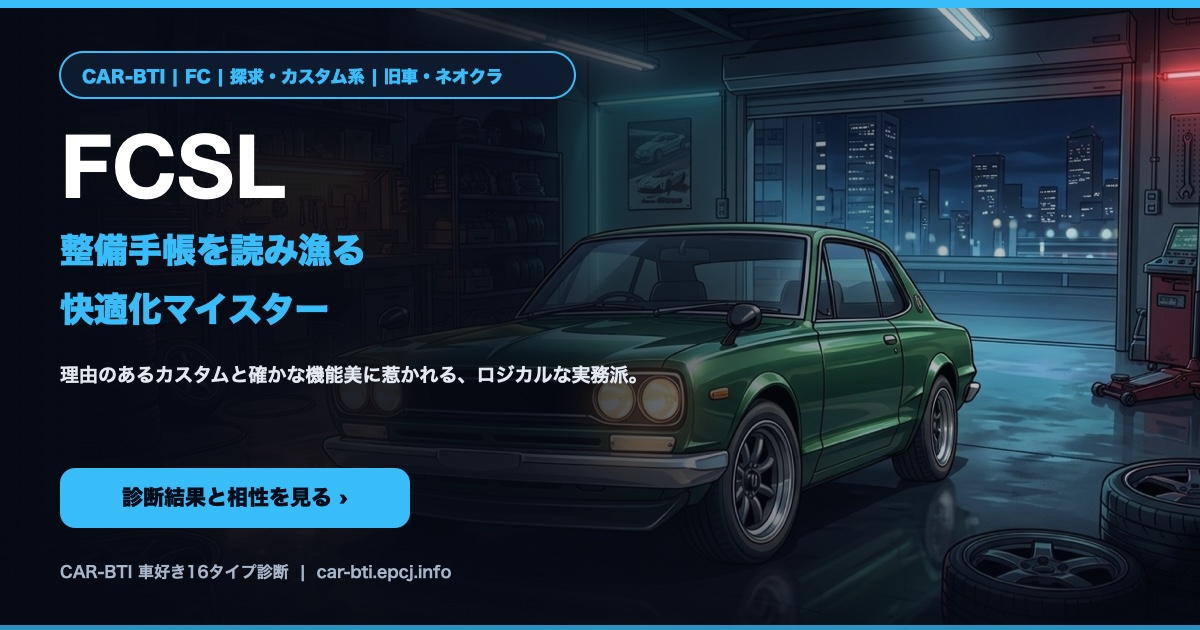 CAR-BTI | FC | 探求・カスタム系 | 旧車・ネオクラ
FCSL
整備手帳を読み漁る
快適化マイスター
理由のあるカスタムと確かな機能美に惹かれる、ロジカルな実務派。
診断結果と相性を見る ›
CAR-BTI 車好き16タイプ診断 | car-bti.epcj.info